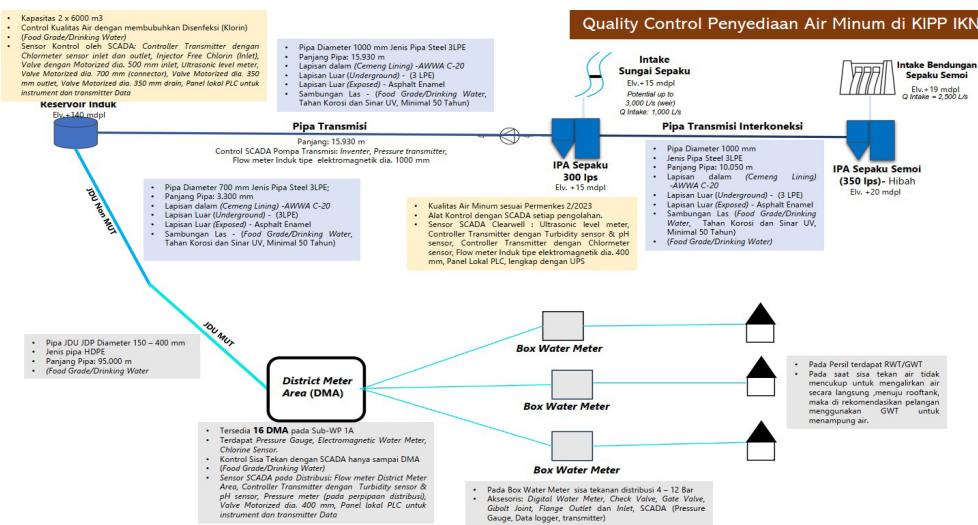 Quality Control Penyediaan Air Minum di KIPP IKN
• Kapasitas 2 x 6000 m3
• Control Kualitas Air dengan membubuhkan Disenfeksi (Klorin)
• (Food Grade/Drinking Water)
• Sensor Kontrol oleh SCADA: Controller Transmitter dengan
Chlormeter sensor inlet dan outlet, Injector Free Chlorin (Inlet),
Valve dengan Motorized dia. 500 mm inlet, Ultrasonic level meter,
Valve Motorized dia. 700 mm (connector), Valve Motorized dia. 350
mm outlet, Valve Motorized dia. 350 mm drain, Panel lokal PLC untuk
instrument dan transmitter Data
Reservoir Induk
Elv.+140 mdpl
• Pipa Diameter 1000 mm Jenis Pipa Steel 3LPE
• Panjang Pipa: 15.930 m
• Lapisan dalam (Cemeng Lining) -AWWA C-20
• Lapisan Luar (Underground) - (3 LPE)
• Lapisan Luar (Exposed) - Asphalt Enamel
• Sambungan Las - (Food Grade/Drinking Water,
Tahan Korosi dan Sinar UV, Minimal 50 Tahun)
Intake
Sungai Sepaku
Elv.+15 mdpl
Potential up to
3,000 L/s (weir)
Q Intake: 1,000 L/s
Intake Bendungan
Sepaku Semoi
Elv.+19 mdpl
Q Intake = 2,500 L/s
Pipa Transmisi
Panjang: 15.930 m
Control SCADA Pompa Transmisi: Inventer, Pressure transmitter,
Flow meter Induk tipe elektromagnetik dia. 1000 mm
IPA Sepaku
300 lps
Elv. +15 mdpl
Pipa Transmisi Interkoneksi
• Pipa Diameter 1000 mm
• Jenis Pipa Steel 3LPE
• Panjang Pipa: 10.050 m
• Lapisan dalam (Cemeng Lining)
-AWWA C-20
• Lapisan Luar (Underground) - (3 LPE)
• Lapisan Luar (Exposed) - Asphalt Enamel
• Sambungan Las (Food Grade/Drinking
Water, Tahan Korosi dan Sinar UV,
Minimal 50 Tahun)
• (Food Grade/Drinking Water)
IPA Sepaku Semoi
(350 lps)- Hibah
Elv. +20 mdpl
JDU Non MUT
• Pipa Diameter 700 mm Jenis Pipa Steel 3LPE;
• Panjang Pipa: 3.300 mm
• Lapisan dalam (Cemeng Lining) -AWWA C-20
• Lapisan Luar (Underground) - (3LPE)
• Lapisan Luar (Exposed) - Asphalt Enamel
• Sambungan Las - (Food Grade/Drinking Water,
Tahan Korosi dan Sinar UV, Minimal 50 Tahun)
• Kualitas Air Minum sesuai Permenkes 2/2023
• Alat Kontrol dengan SCADA setiap pengolahan.
• Sensor SCADA Clearwell : Ultrasonic level meter,
Controller Transmitter dengan Turbidity sensor & pH
sensor, Controller Transmitter dengan Chlormeter
sensor, Flow meter Induk tipe elektromagnetik dia. 400
mm, Panel Lokal PLC, lengkap dengan UPS
JDU MUT
• Pipa JDU JDP Diameter 150 – 400 mm
• Jenis pipa HDPE
• Panjang Pipa: 95.000 m
• (Food Grade/Drinking Water
District Meter
Area (DMA)
Box Water Meter
Box Water Meter
Box Water Meter
• Pada Persil terdapat RWT/GWT
• Pada saat sisa tekan air tidak
mencukup untuk mengalirkan air
secara langsung ,menuju rooftank,
maka di rekomendasikan pelangan
menggunakan GWT untuk
menampung air.
• Tersedia 16 DMA pada Sub-WP 1A
• Terdapat Pressure Gauge, Electromagnetic Water Meter,
Chlorine Sensor.
• Kontrol Sisa Tekan dengan SCADA hanya sampai DMA
• (Food Grade/Drinking Water)
• Sensor SCADA pada Distribusi: Flow meter District Meter
Area, Controller Transmitter dengan Turbidity sensor &
pH sensor, Pressure meter (pada perpipaan distribusi),
Valve Motorized dia. 400 mm, Panel lokal PLC untuk
instrument dan transmitter Data
• Pada Box Water Meter sisa tekanan distribusi 4 – 12 Bar
• Aksesoris: Digital Water Meter, Check Valve, Gate Valve,
Gibolt Joint, Flange Outlet dan Inlet, SCADA (Pressure
Gauge, Data logger, transmitter)